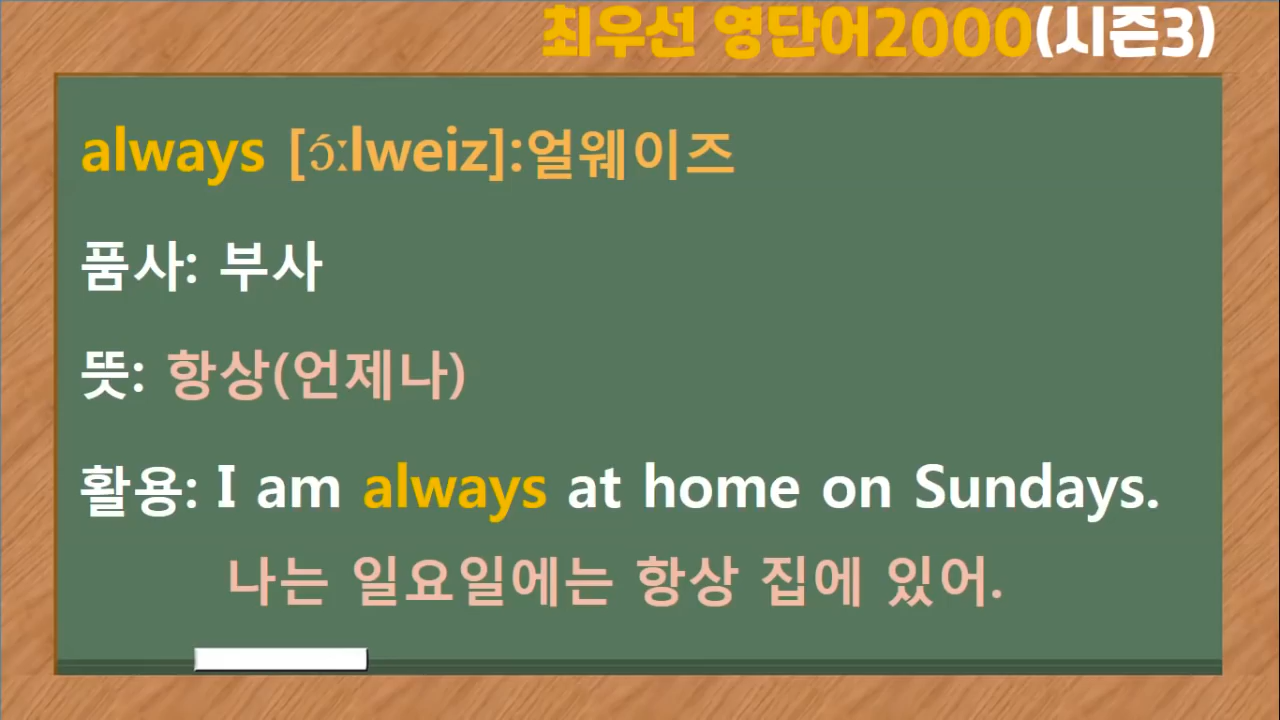 최우선 영단어2000(시즌3)
always [ɔ́ːlweiz]:얼웨이즈
품사: 부사
뜻: 항상(언제나)
활용: I am always at home on Sundays.
나는 일요일에는 항상 집에 있어.